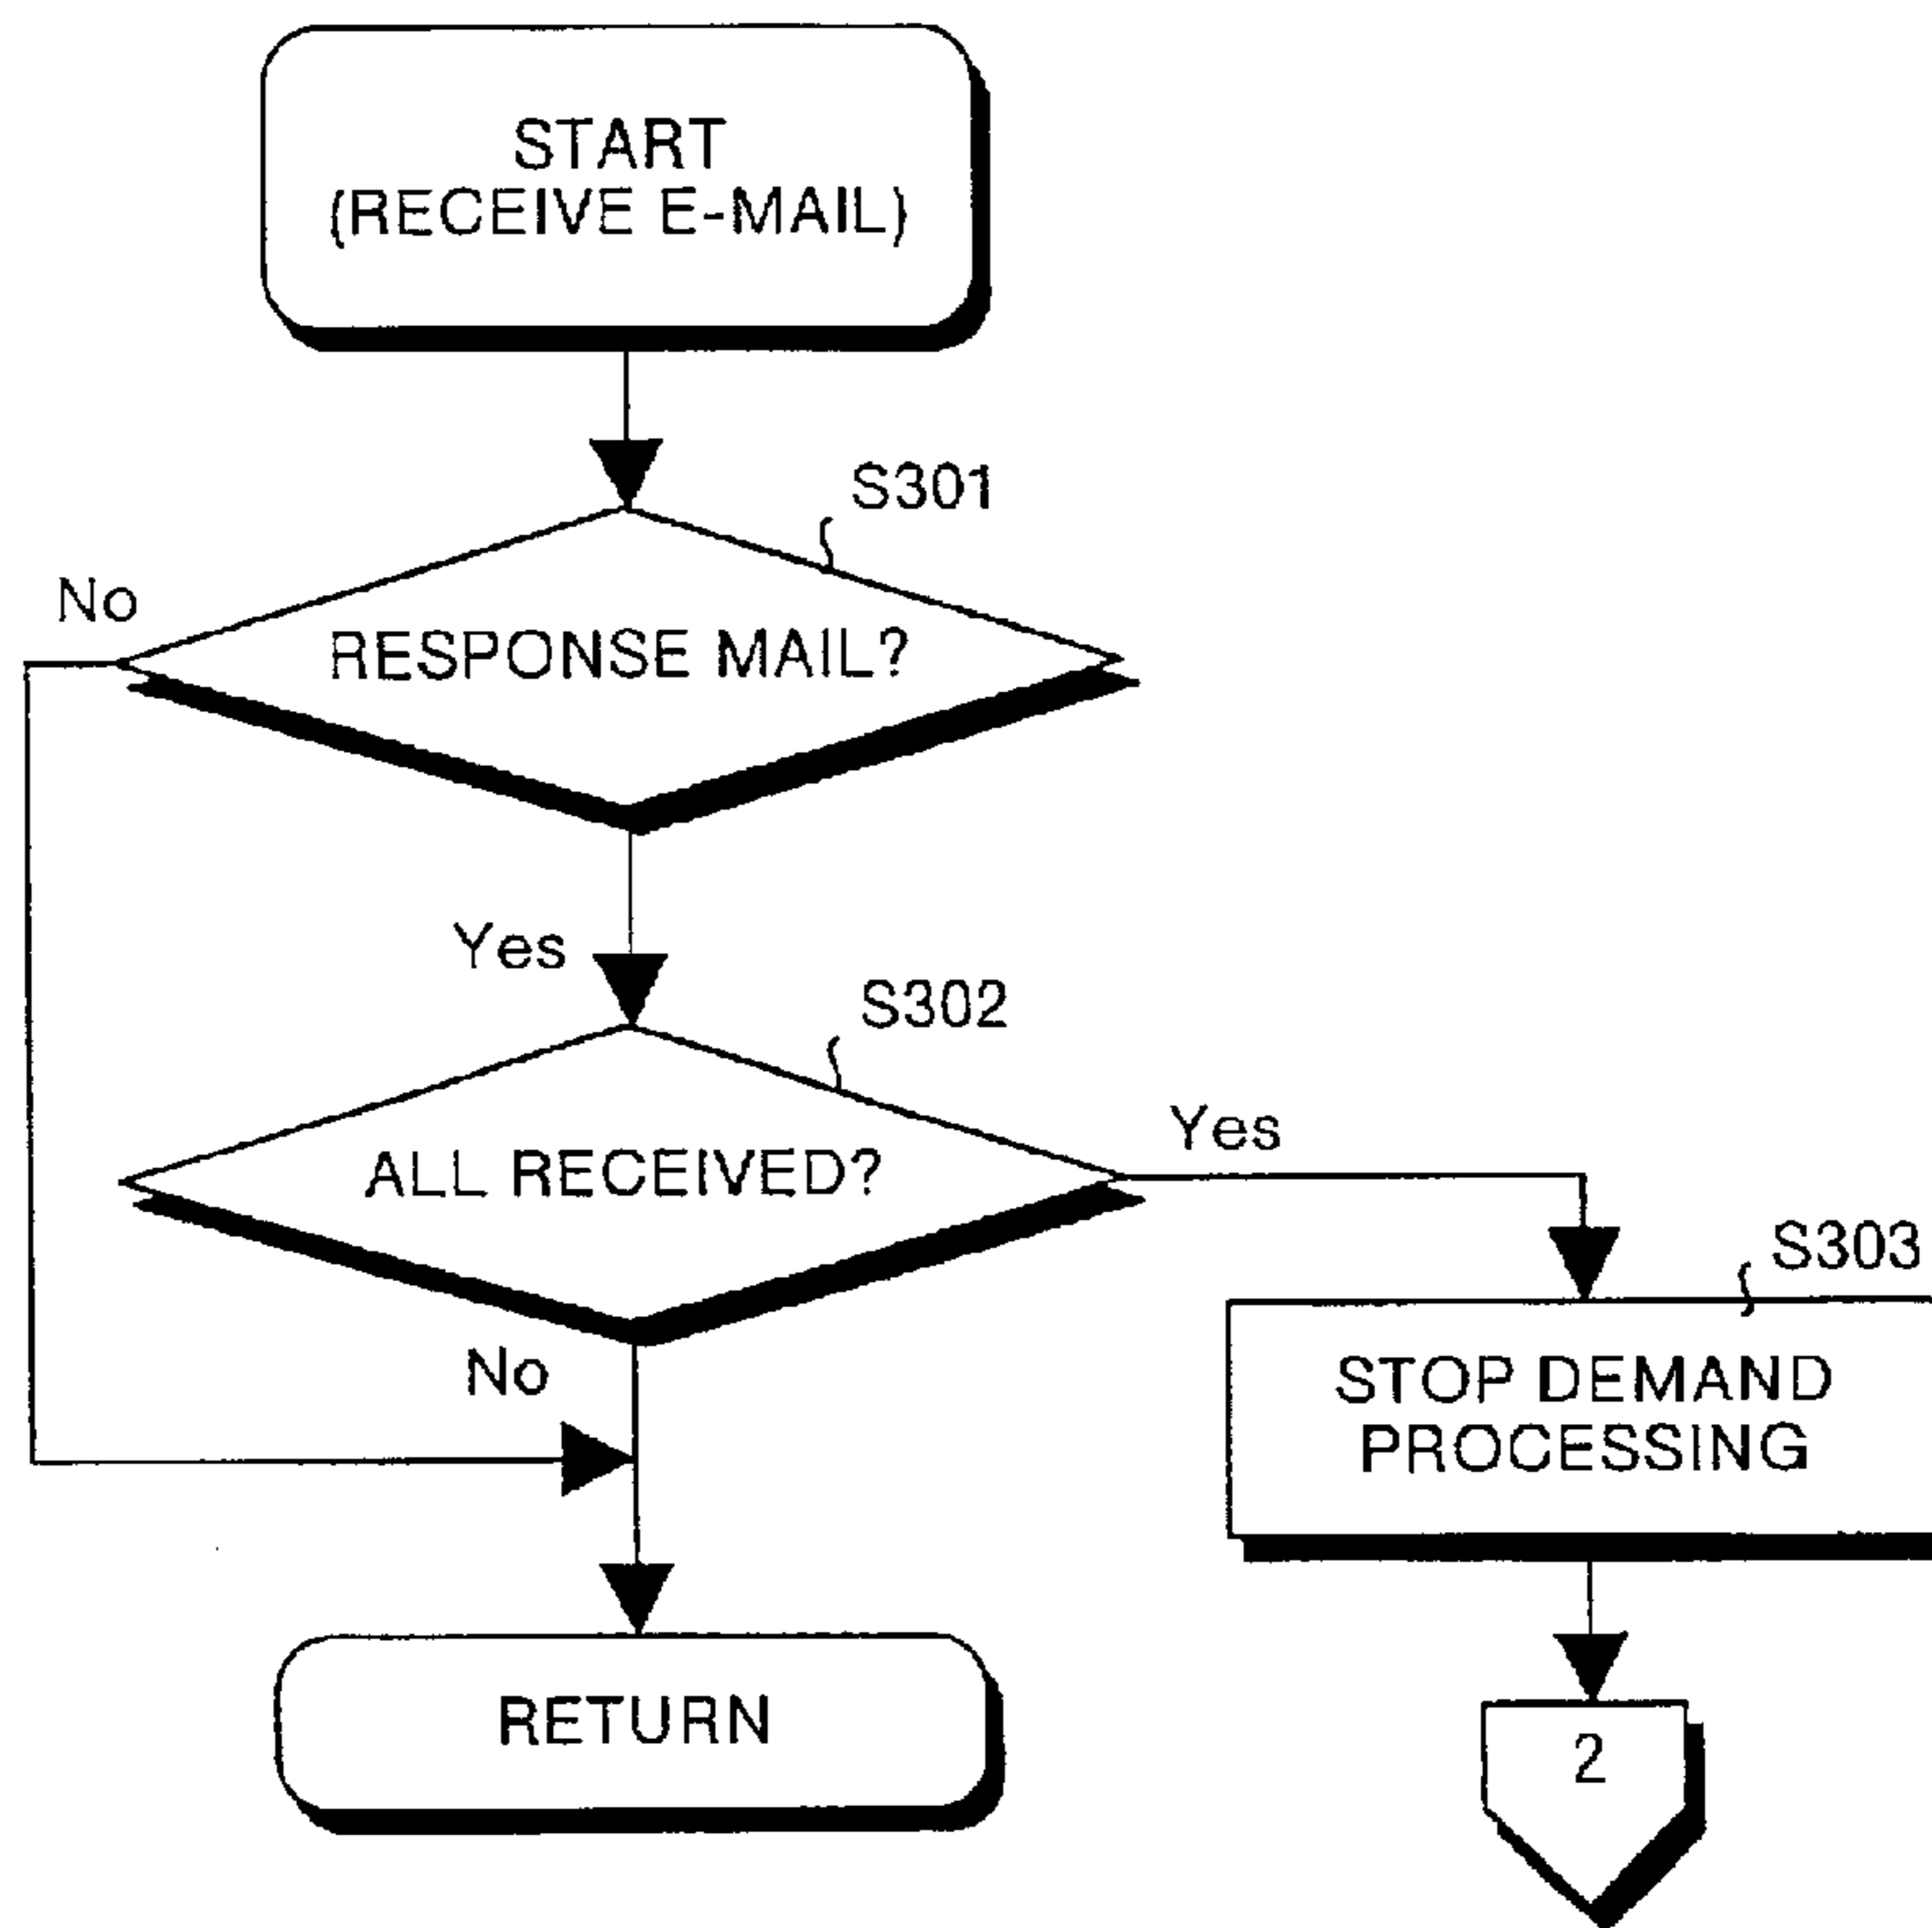 START
(RECEIVE E-MAIL)
S301
No
RESPONSE MAIL?
Yes
S302
ALL RECEIVED?
Yes
No
S303
STOP DEMAND
PROCESSING
RETURN
2